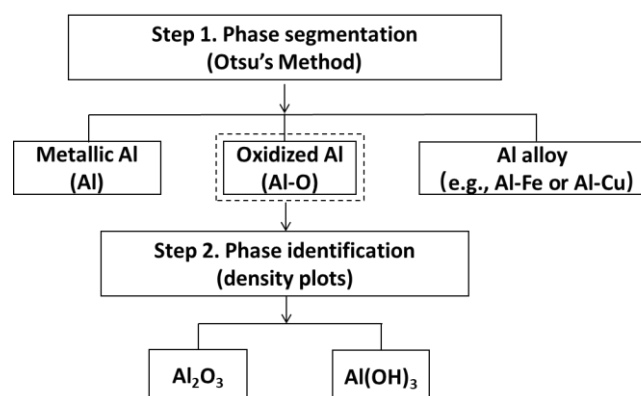 Step 1. Phase segmentation
(Otsu's Method)
Metallic Al
(Al)
Oxidized Al
(Al-O)
Al alloy
(e.g., Al-Fe or Al-Cu)
Step 2. Phase identification
(density plots)
Al₂O₃
Al(OH)₃